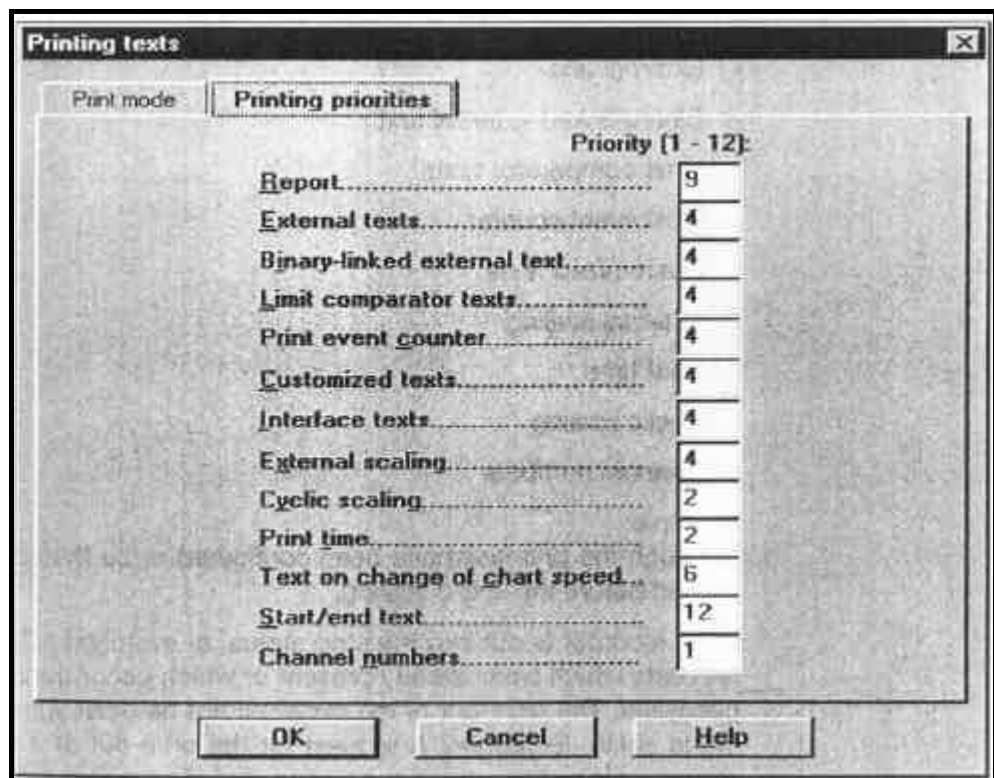 Printing texts
Print mode Printing priorities
Priority (1 - 12):
Report.......................................... 9
External texts.............................. 4
Binary-linked external text.......... 4
Limit comparator texts................ 4
Print event counter.................... 4
Customized texts........................ 4
Interface texts............................ 4
External scaling......................... 4
Cyclic scaling............................. 2
Print time.................................... 2
Text on change of chart speed... 6
Start/end text............................. 12
Channel numbers....................... 1
OK Cancel Help